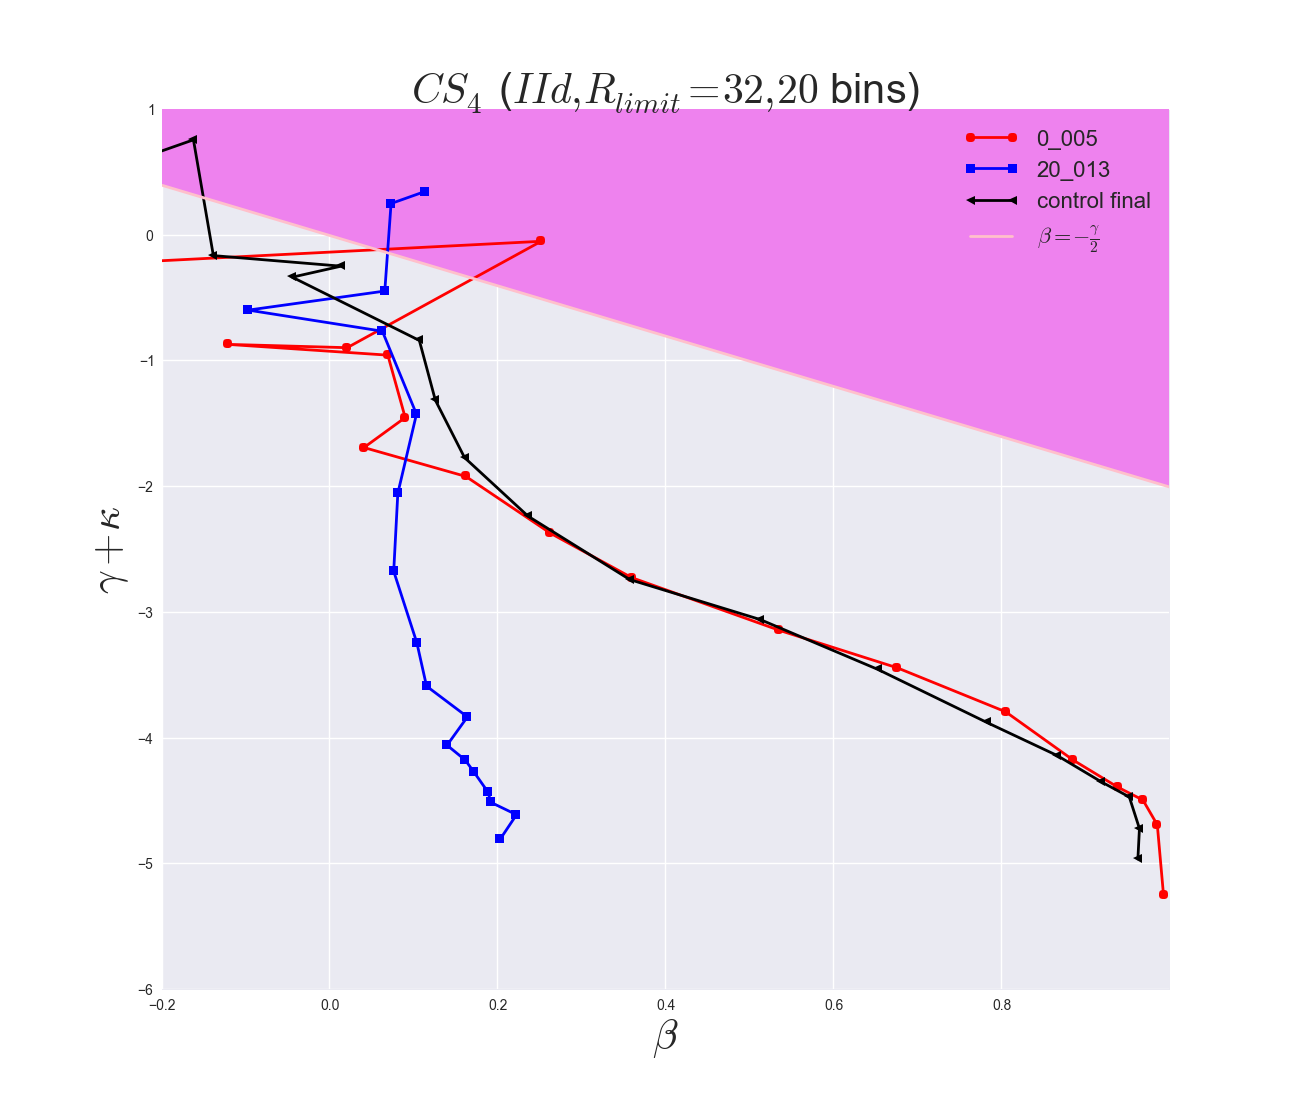 CS₄ (IId,R_limit=32,20 bins)
1
0
−1
−2
−3
−4
−5
−6
−0.2 0.0 0.2 0.4 0.6 0.8
γ+κ
β
0_005
20_013
control final
β=−γ/2